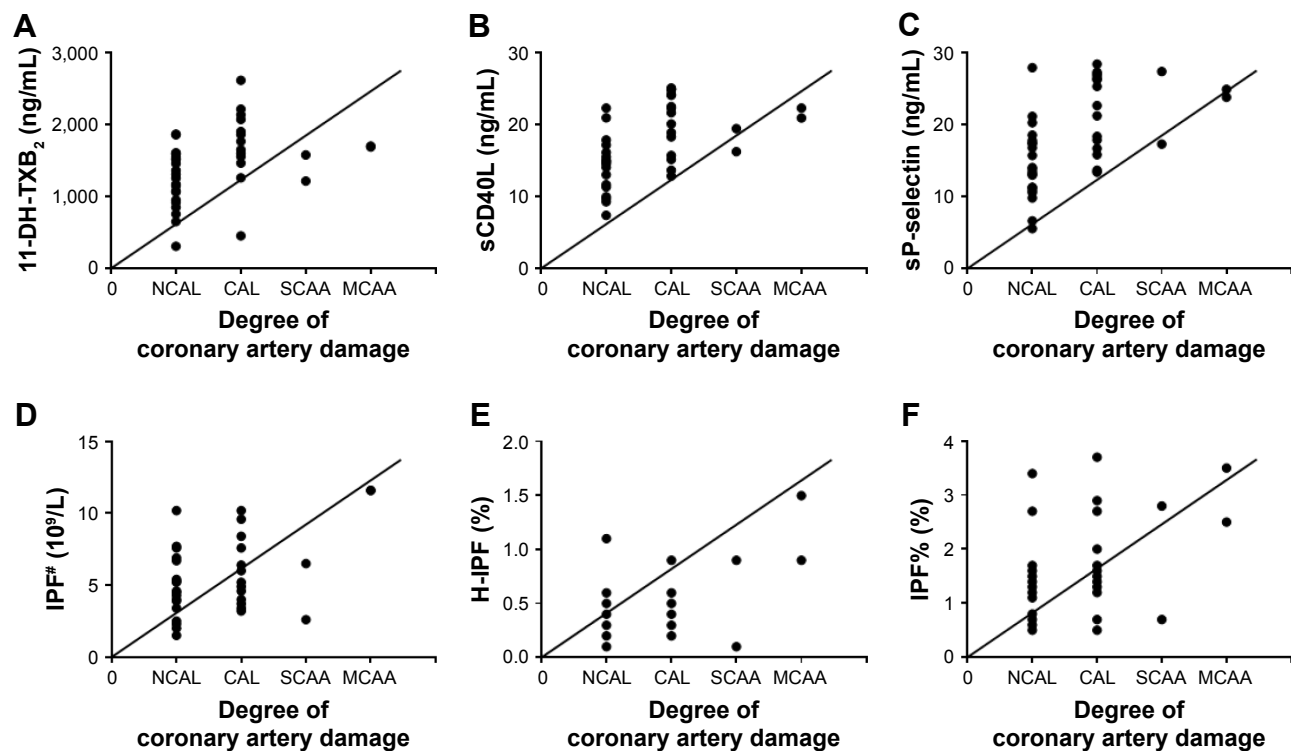 A
11-DH-TXB₂ (ng/mL)
3,000
2,000
1,000
0
0 NCAL CAL SCAA MCAA
Degree of
coronary artery damage
B
sCD40L (ng/mL)
30
20
10
0
0 NCAL CAL SCAA MCAA
Degree of
coronary artery damage
C
sP-selectin (ng/mL)
30
20
10
0
0 NCAL CAL SCAA MCAA
Degree of
coronary artery damage
D
IPF# (10⁹/L)
15
10
5
0
0 NCAL CAL SCAA MCAA
Degree of
coronary artery damage
E
H-IPF (%)
2.0
1.5
1.0
0.5
0.0
0 NCAL CAL SCAA MCAA
Degree of
coronary artery damage
F
IPF% (%)
4
3
2
1
0
0 NCAL CAL SCAA MCAA
Degree of
coronary artery damage